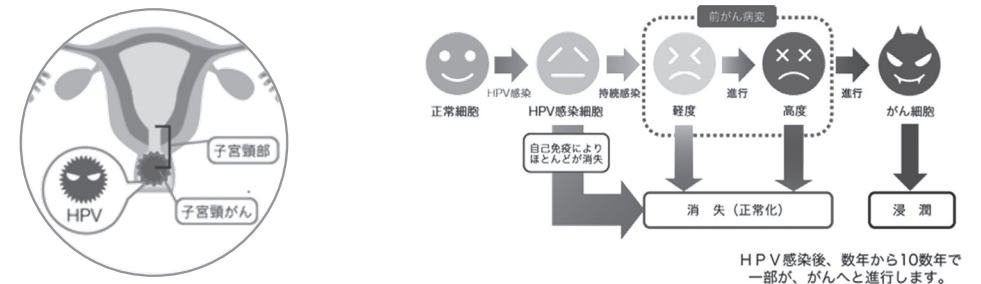 子宮頸部
HPV
子宮頸がん
前がん病変
HPV感染
持続感染
進行
進行
正常細胞
HPV感染細胞
軽度
高度
がん細胞
自己免疫により
ほとんどが消失
消 失（正常化）
浸 潤
ＨＰＶ感染後、数年から10数年で
一部が、がんへと進行します。